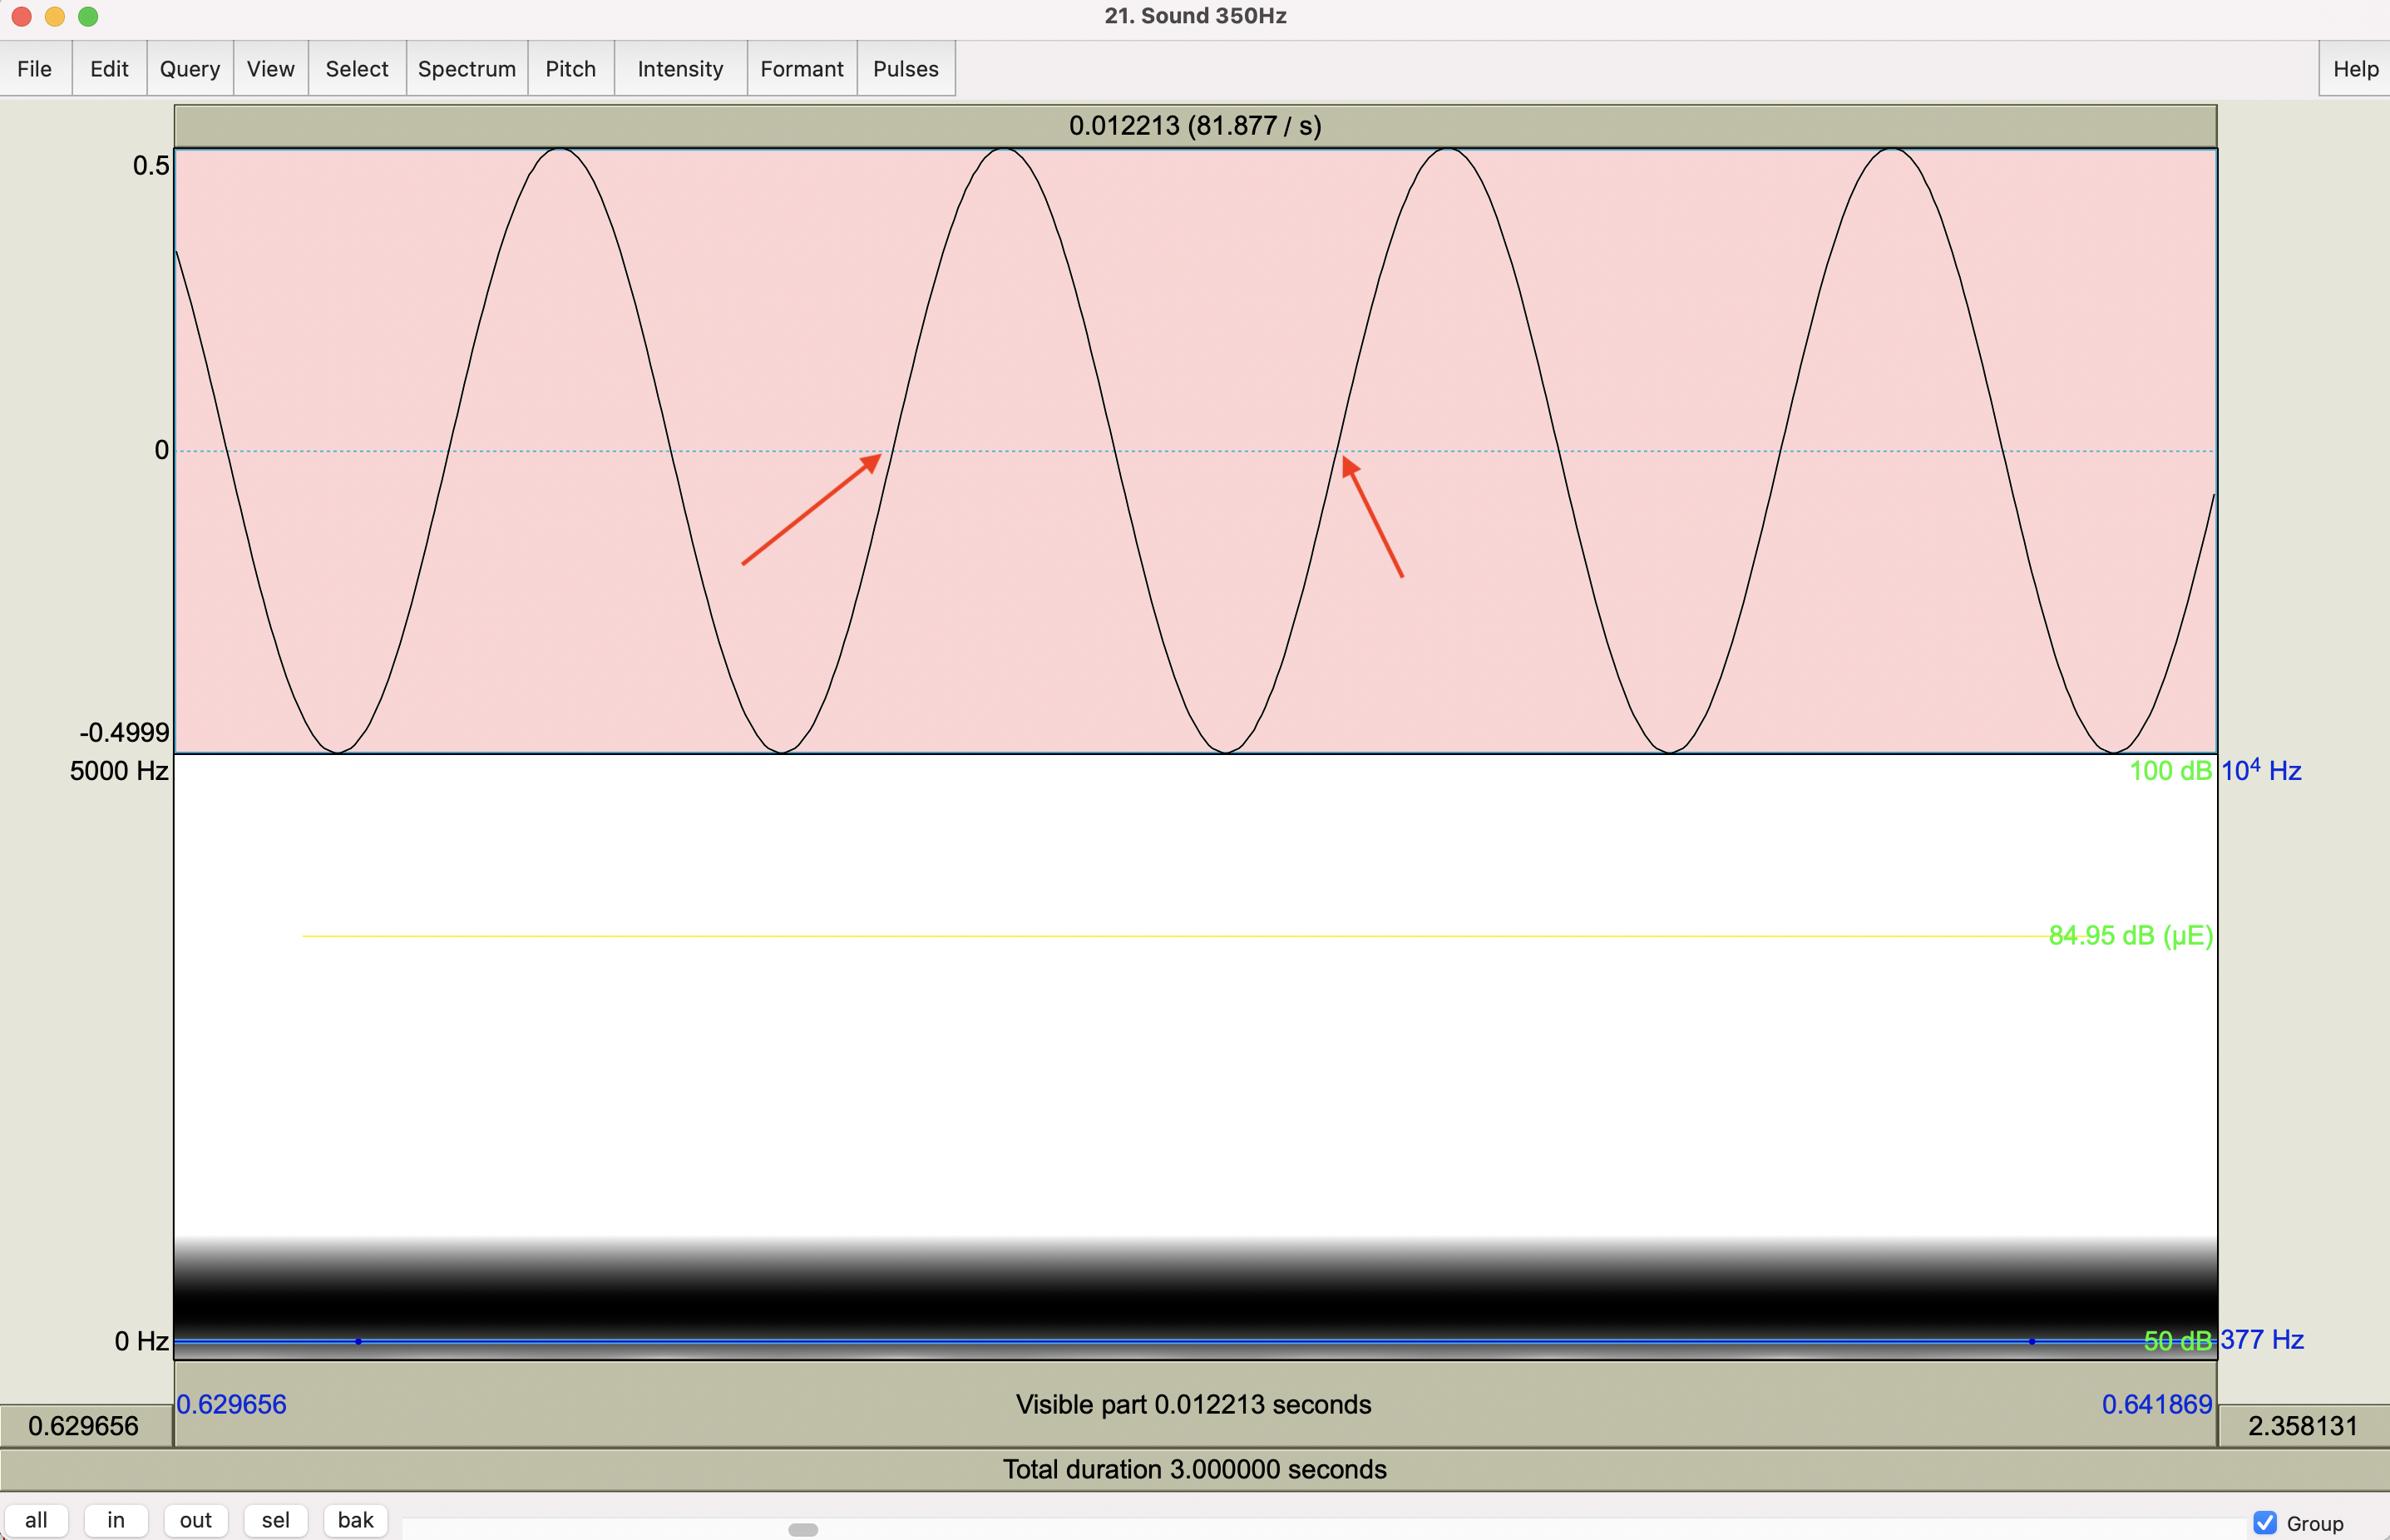 21. Sound 350Hz
File Edit Query View Select Spectrum Pitch Intensity Formant Pulses Help
0.012213 (81.877 / s)
0.5
0
-0.4999
5000 Hz 100 dB 10⁴ Hz
84.95 dB (µE)
0 Hz 50 dB 377 Hz
0.629656 Visible part 0.012213 seconds 0.641869
0.629656 2.358131
Total duration 3.000000 seconds
all in out sel bak Group